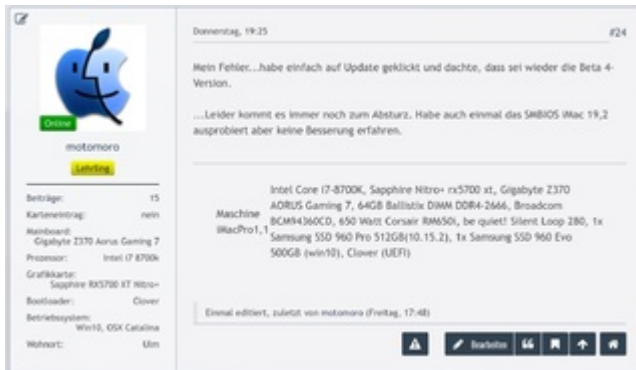 Online
motomoro
Lehrling
Beiträge: 15
Karteneintrag: nein
Mainboard:
Gigabyte Z370 Aorus Gaming 7
Prozessor: Intel i7 8700k
Grafikkarte:
Sapphire RX5700 XT Nitro+
Bootloader: Clover
Betriebssystem:
Win10, OSX Catalina
Wohnort: Ulm
Donnerstag, 19:25 #24
Mein Fehler...habe einfach auf Update geklickt und dachte, dass sei wieder die Beta 4-
Version.
...Leider kommt es immer noch zum Absturz. Habe auch einmal das SMBIOS iMac 19,2
ausprobiert aber keine Besserung erfahren.
Maschine
iMacPro1,1
Intel Core i7-8700K, Sapphire Nitro+ rx5700 xt, Gigabyte Z370
AORUS Gaming 7, 64GB Ballistix DIMM DDR4-2666, Broadcom
BCM94360CD, 650 Watt Corsair RM650i, be quiet! Silent Loop 280, 1x
Samsung SSD 960 Pro 512GB(10.15.2), 1x Samsung SSD 960 Evo
500GB (win10), Clover (UEFI)
Einmal editiert, zuletzt von motomoro (Freitag, 17:48)
Bearbeiten